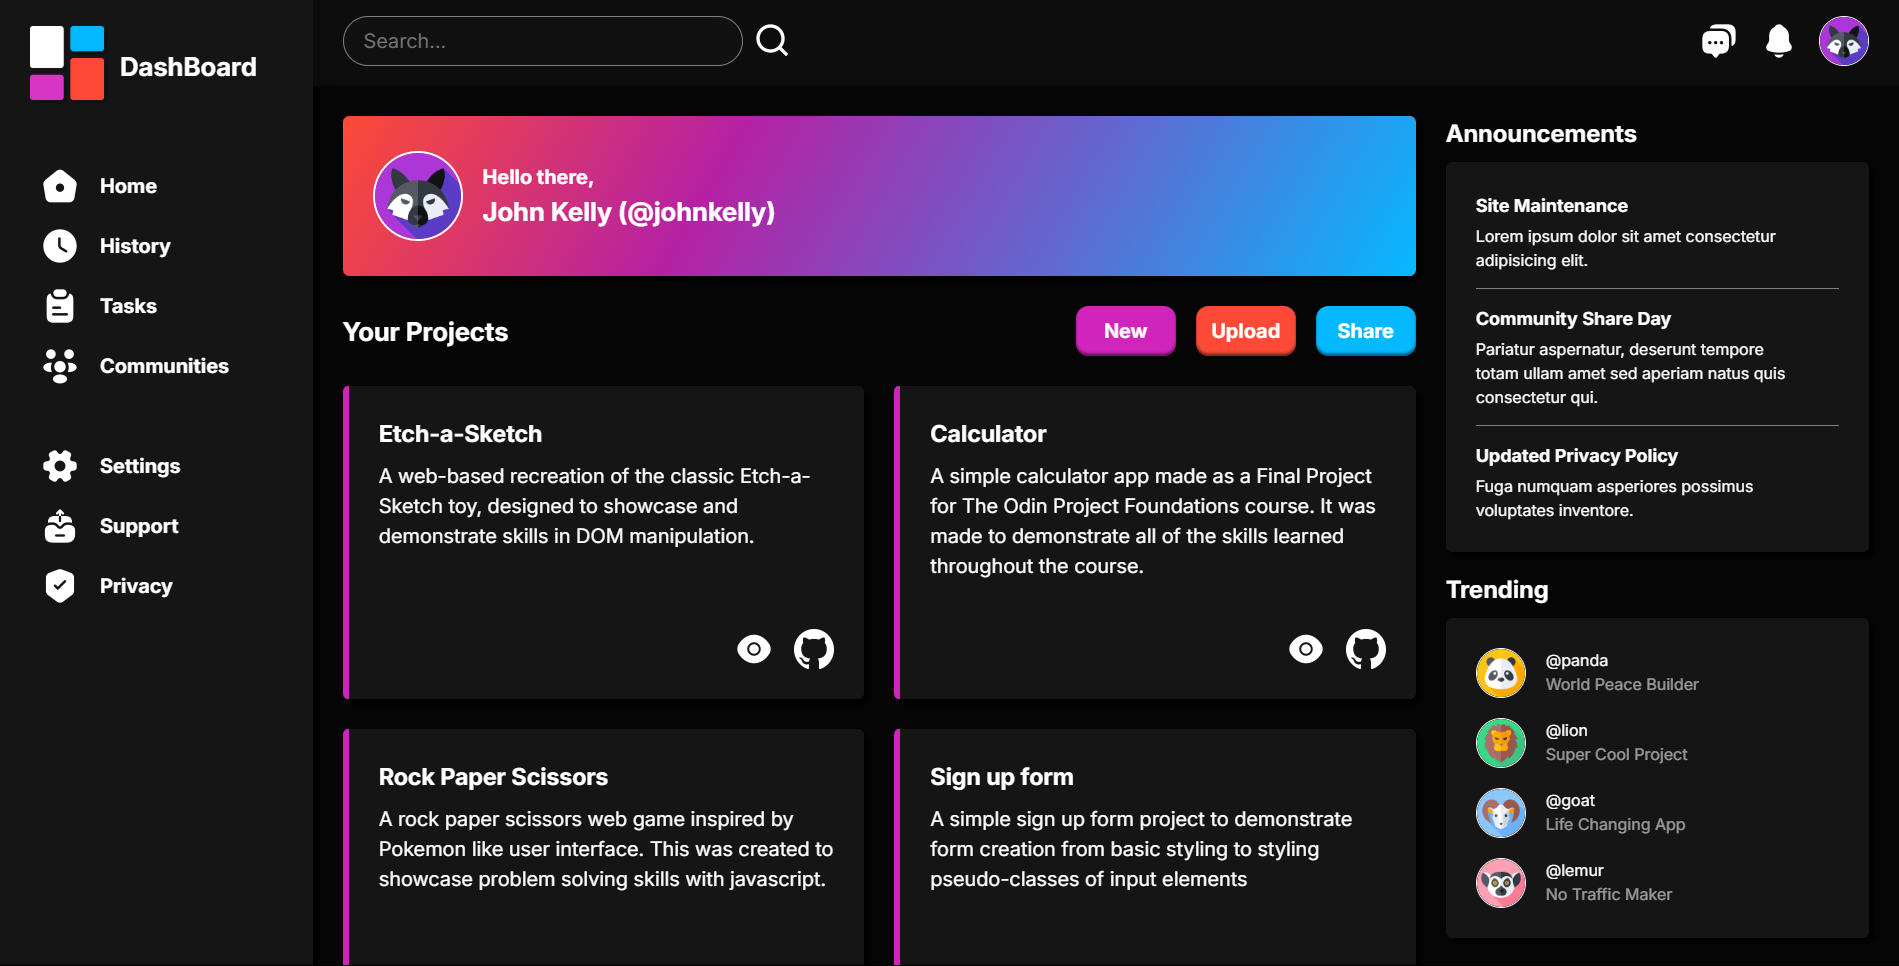 DashBoard
Home
History
Tasks
Communities
Settings
Support
Privacy
Search...
Hello there,
John Kelly (@johnkelly)
Your Projects
New
Upload
Share
Etch-a-Sketch
A web-based recreation of the classic Etch-a-
Sketch toy, designed to showcase and
demonstrate skills in DOM manipulation.
Calculator
A simple calculator app made as a Final Project
for The Odin Project Foundations course. It was
made to demonstrate all of the skills learned
throughout the course.
Rock Paper Scissors
A rock paper scissors web game inspired by
Pokemon like user interface. This was created to
showcase problem solving skills with javascript.
Sign up form
A simple sign up form project to demonstrate
form creation from basic styling to styling
pseudo-classes of input elements
Announcements
Site Maintenance
Lorem ipsum dolor sit amet consectetur
adipisicing elit.
Community Share Day
Pariatur aspernatur, deserunt tempore
totam ullam amet sed aperiam natus quis
consectetur qui.
Updated Privacy Policy
Fuga numquam asperiores possimus
voluptates inventore.
Trending
@panda
World Peace Builder
@lion
Super Cool Project
@goat
Life Changing App
@lemur
No Traffic Maker